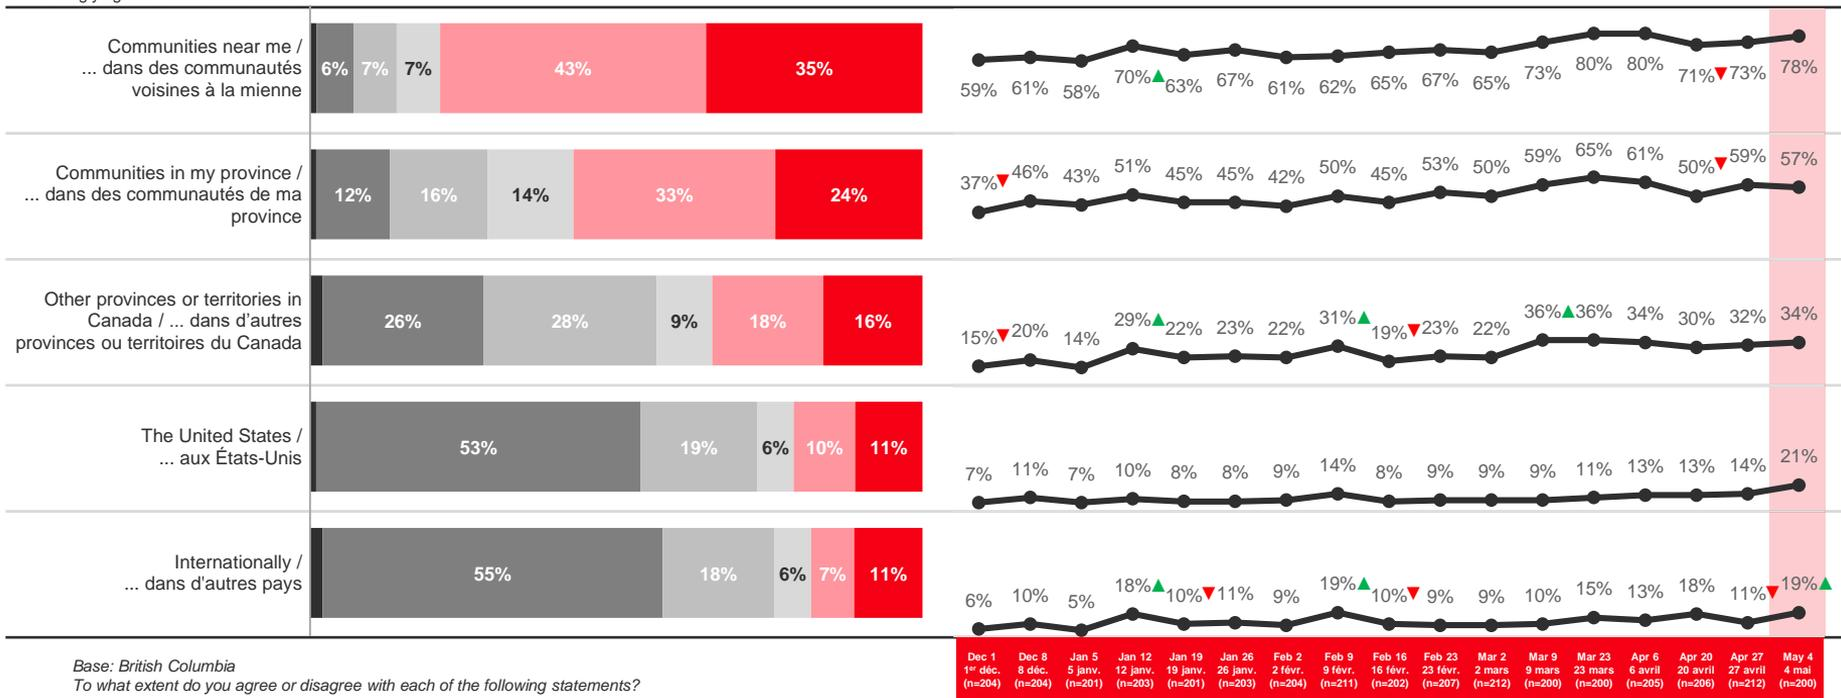 Communities near me /
... dans des communautés
voisines à la mienne
6% 7% 7% 43% 35%
59% 61% 58% 70% 63% 67% 61% 62% 65% 67% 65% 73% 80% 80% 71% 73% 78%
Communities in my province /
... dans des communautés de ma
province
12% 16% 14% 33% 24%
37% 46% 43% 51% 45% 45% 42% 50% 45% 53% 50% 59% 65% 61% 50% 59% 57%
Other provinces or territories in
Canada / ... dans d’autres
provinces ou territoires du Canada
26% 28% 9% 18% 16%
15% 20% 14% 29% 22% 23% 22% 31% 19% 23% 22% 36% 36% 34% 30% 32% 34%
The United States /
... aux États-Unis
53% 19% 6% 10% 11%
7% 11% 7% 10% 8% 8% 9% 14% 8% 9% 9% 9% 11% 13% 13% 14% 21%
Internationally /
... dans d'autres pays
55% 18% 6% 7% 11%
6% 10% 5% 18% 10% 11% 9% 19% 10% 9% 9% 10% 15% 13% 18% 11% 19%
Dec 1 Dec 8 Jan 5 Jan 12 Jan 19 Jan 26 Feb 2 Feb 9 Feb 16 Feb 23 Mar 2 Mar 9 Mar 23 Apr 6 Apr 20 Apr 27 May 4
1er déc. 8 déc. 5 janv. 12 janv. 19 janv. 26 janv. 2 févr. 9 févr. 16 févr. 23 févr. 2 mars 9 mars 23 mars 6 avril 20 avril 27 avril 4 mai
(n=204) (n=204) (n=201) (n=203) (n=201) (n=203) (n=204) (n=211) (n=202) (n=207) (n=212) (n=200) (n=200) (n=205) (n=206) (n=212) (n=200)
Base: British Columbia
To what extent do you agree or disagree with each of the following statements?